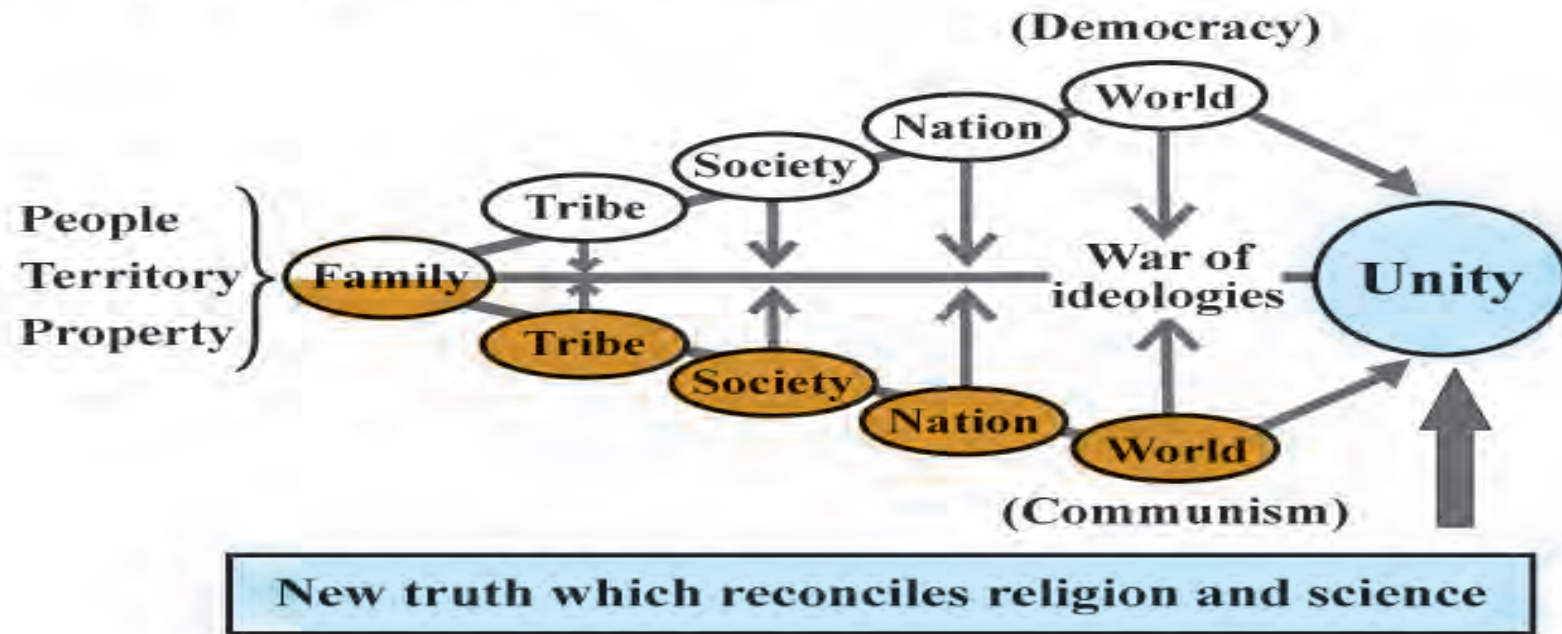 (Democracy)
World
Nation
Society
Tribe
People
Territory
Property
Family
War of
ideologies
Unity
Tribe
Society
Nation
World
(Communism)
New truth which reconciles religion and science